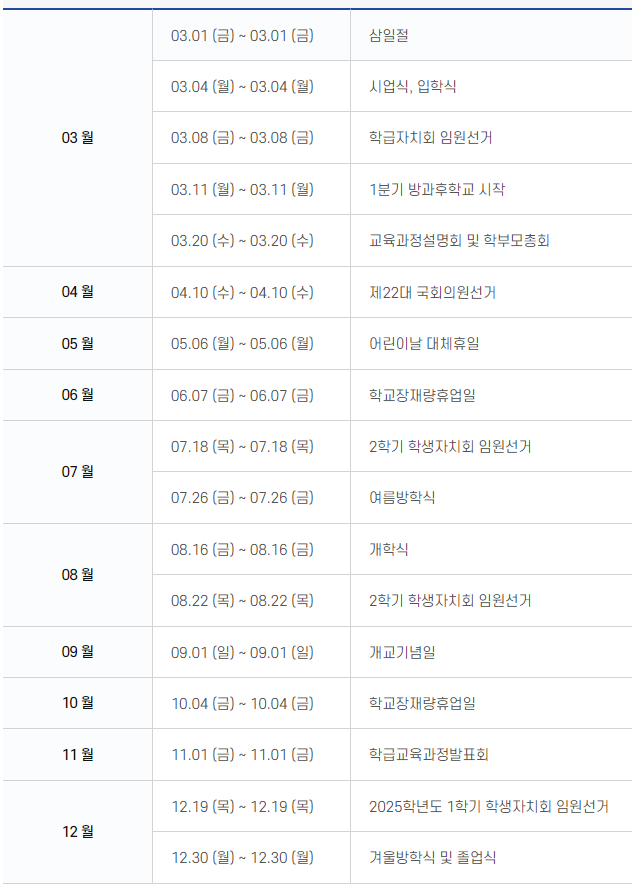 03 월
03.01 (금) ~ 03.01 (금) 삼일절
03.04 (월) ~ 03.04 (월) 시업식, 입학식
03.08 (금) ~ 03.08 (금) 학급자치회 임원선거
03.11 (월) ~ 03.11 (월) 1분기 방과후학교 시작
03.20 (수) ~ 03.20 (수) 교육과정설명회 및 학부모총회
04 월
04.10 (수) ~ 04.10 (수) 제22대 국회의원선거
05 월
05.06 (월) ~ 05.06 (월) 어린이날 대체휴일
06 월
06.07 (금) ~ 06.07 (금) 학교장재량휴업일
07 월
07.18 (목) ~ 07.18 (목) 2학기 학생자치회 임원선거
07.26 (금) ~ 07.26 (금) 여름방학식
08 월
08.16 (금) ~ 08.16 (금) 개학식
08.22 (목) ~ 08.22 (목) 2학기 학생자치회 임원선거
09 월
09.01 (일) ~ 09.01 (일) 개교기념일
10 월
10.04 (금) ~ 10.04 (금) 학교장재량휴업일
11 월
11.01 (금) ~ 11.01 (금) 학급교육과정발표회
12 월
12.19 (목) ~ 12.19 (목) 2025학년도 1학기 학생자치회 임원선거
12.30 (월) ~ 12.30 (월) 겨울방학식 및 졸업식